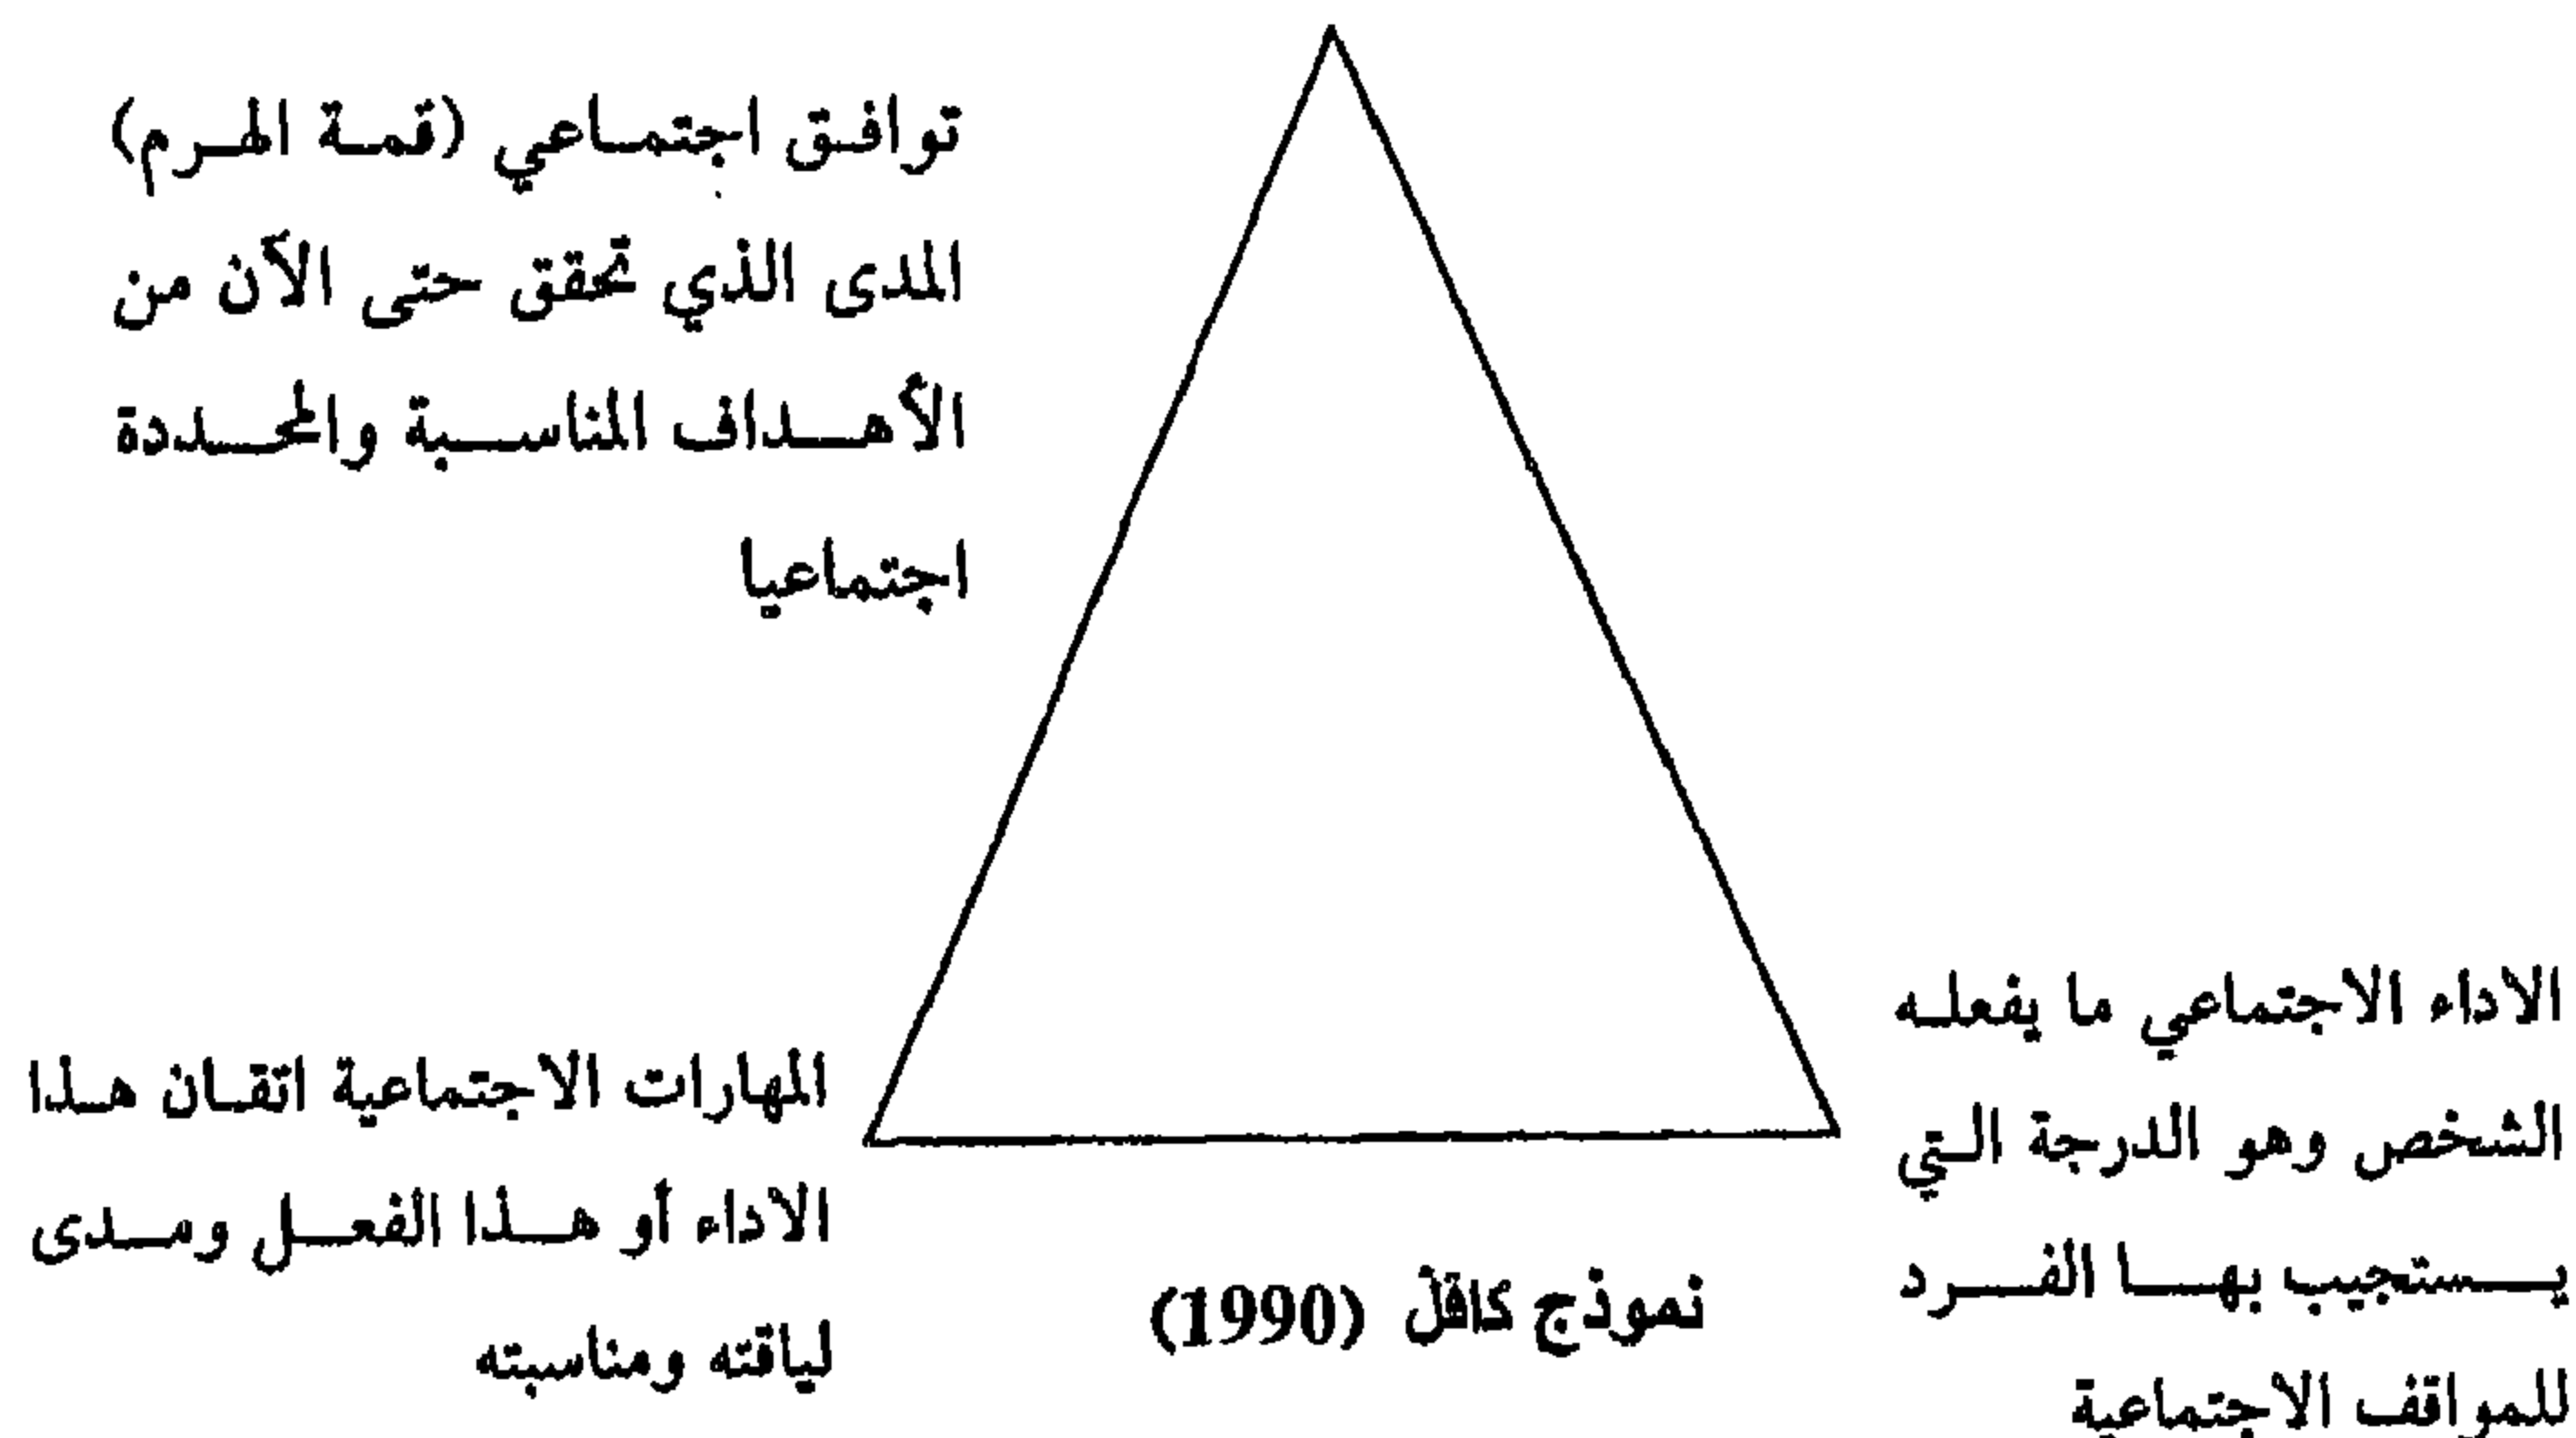 توافق اجتماعي (قمة الهرم)
المدى الذي تحقق حتى الآن من
الأهداف المناسبة والمحددة
اجتماعيا
الاداء الاجتماعي ما يفعله
الشخص وهو الدرجة التي
يستجيب بها الفرد
للمواقف الاجتماعية
المهارات الاجتماعية اتقان هذا
الاداء أو هذا الفعل ومدى
لياقته ومناسبته
نموذج كافل (1990)